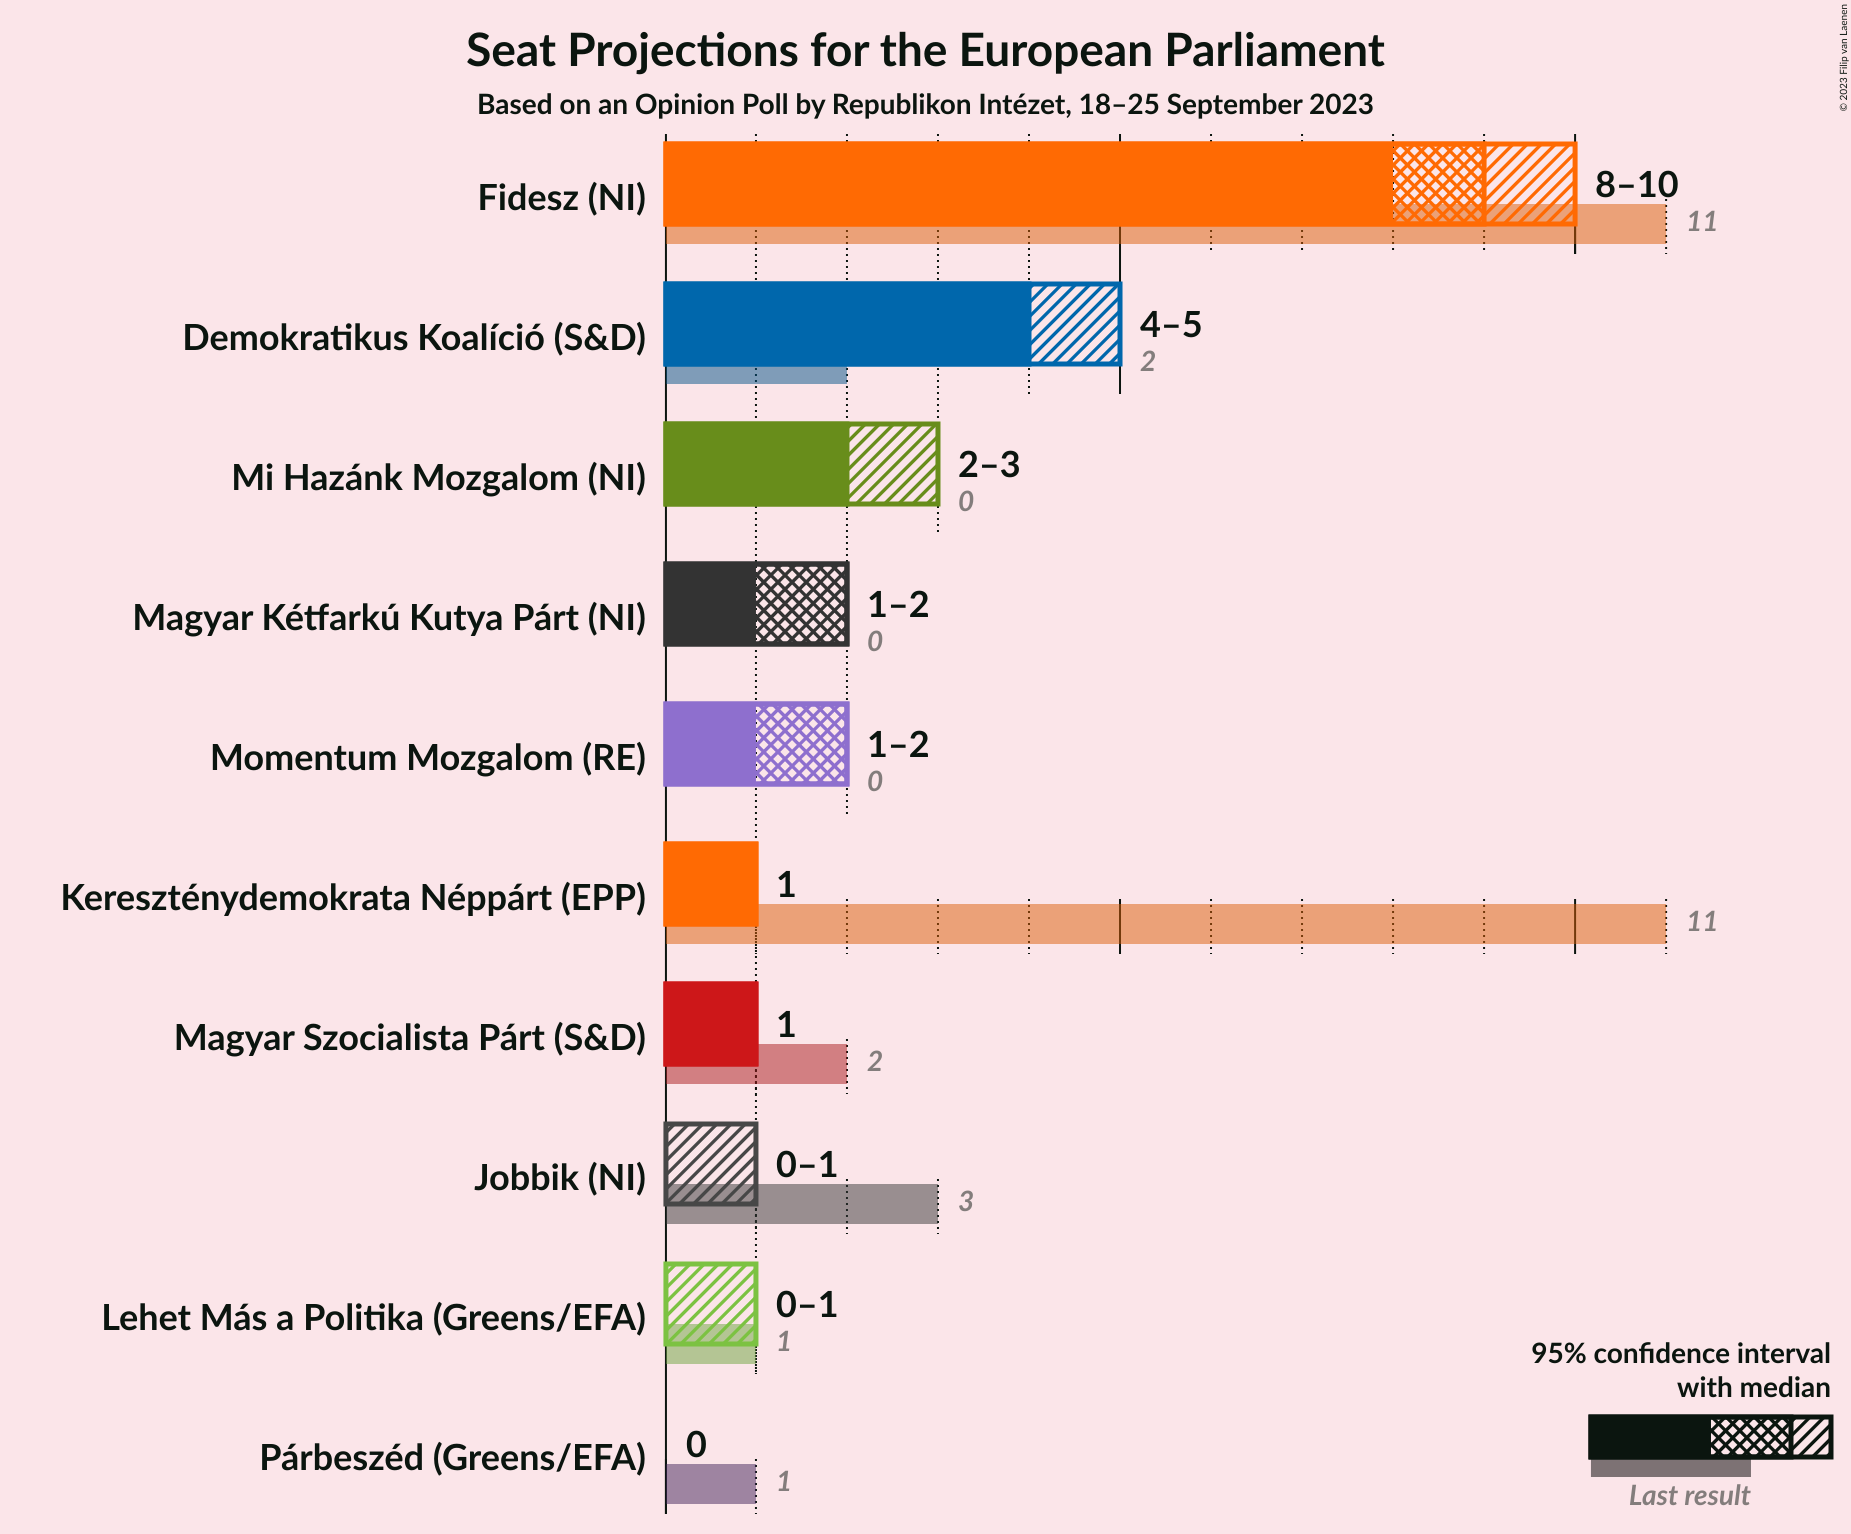 Seat Projections for the European Parliament
Based on an Opinion Poll by Republikon Intézet, 18–25 September 2023
© 2023 Filip van Laenen
Fidesz (NI)
8–10
11
Demokratikus Koalíció (S&D)
4–5
2
Mi Hazánk Mozgalom (NI)
2–3
0
Magyar Kétfarkú Kutya Párt (NI)
1–2
0
Momentum Mozgalom (RE)
1–2
0
Kereszténydemokrata Néppárt (EPP)
1
11
Magyar Szocialista Párt (S&D)
1
2
Jobbik (NI)
0–1
3
Lehet Más a Politika (Greens/EFA)
0–1
1
Párbeszéd (Greens/EFA)
0
1
95% confidence interval
with median
Last result